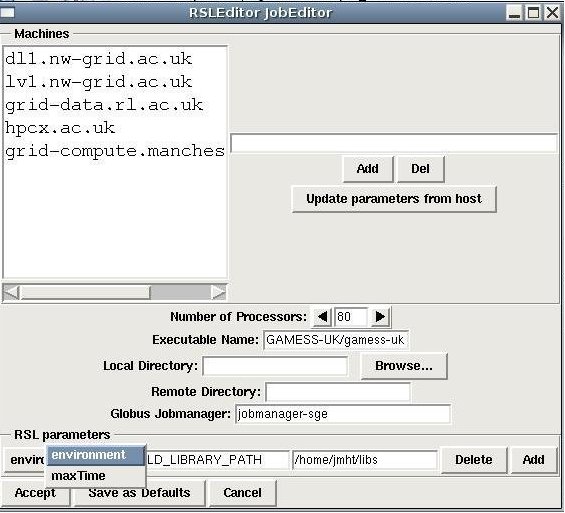 RSLEditor JobEditor
Machines
dl1.nw-grid.ac.uk
lv1.nw-grid.ac.uk
grid-data.rl.ac.uk
hpcx.ac.uk
grid-compute.manches
Add Del
Update parameters from host
Number of Processors: 80
Executable Name: GAMESS-UK/gamess-uk
Local Directory: Browse...
Remote Directory:
Globus Jobmanager: jobmanager-sge
RSL parameters
environment
LD_LIBRARY_PATH /home/jmht/libs Delete Add
maxTime
Accept Save as Defaults Cancel